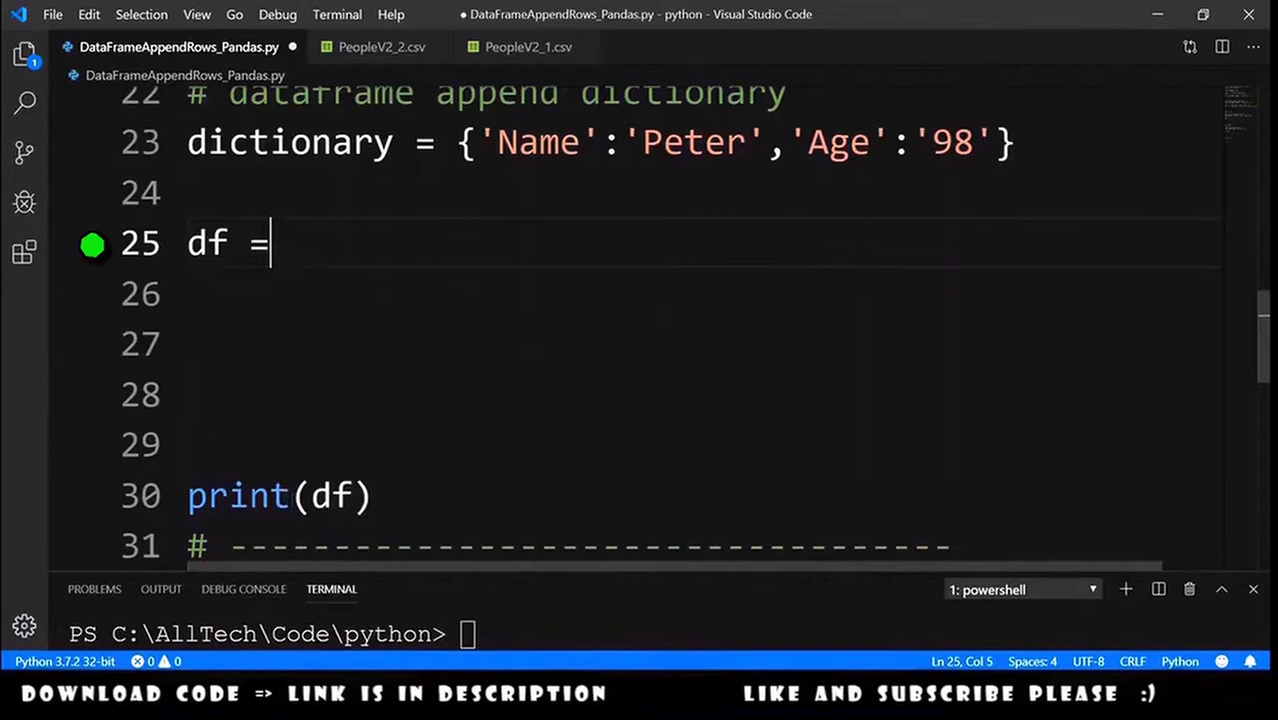 File Edit Selection View Go Debug Terminal Help ● DataFrameAppendRows_Pandas.py - python - Visual Studio Code
DataFrameAppendRows_Pandas.py ● PeopleV2_2.csv PeopleV2_1.csv
DataFrameAppendRows_Pandas.py
22 # dataframe append dictionary
23 dictionary = {'Name':'Peter','Age':'98'}
24
25 df =
26
27
28
29
30 print(df)
31 # -----------------------------------
PROBLEMS OUTPUT DEBUG CONSOLE TERMINAL 1: powershell
PS C:\AllTech\Code\python>
Python 3.7.2 32-bit 0 0 Ln 25, Col 5 Spaces: 4 UTF-8 CRLF Python
DOWNLOAD CODE => LINK IS IN DESCRIPTION LIKE AND SUBSCRIBE PLEASE :)